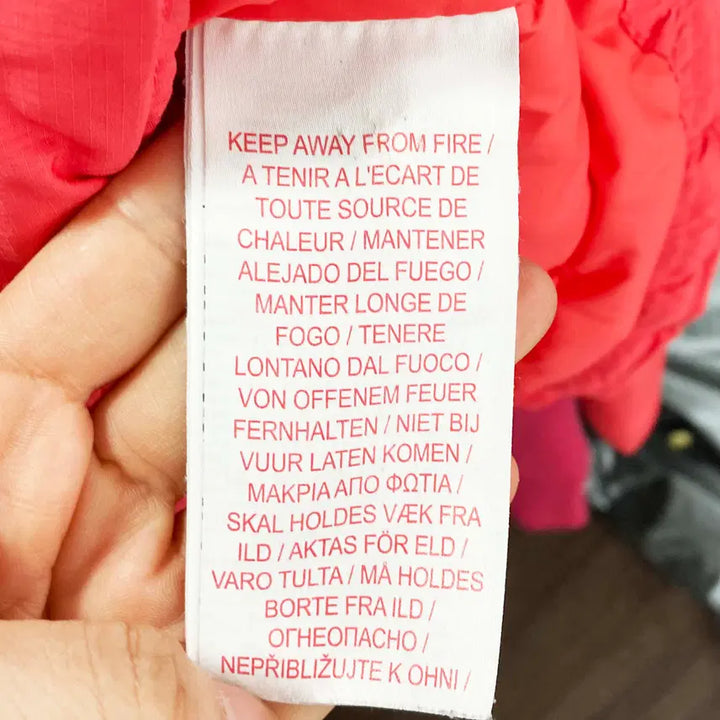 KEEP AWAY FROM FIRE /
A TENIR A L'ECART DE
TOUTE SOURCE DE
CHALEUR / MANTENER
ALEJADO DEL FUEGO /
MANTER LONGE DE
FOGO / TENERE
LONTANO DAL FUOCO /
VON OFFENEM FEUER
FERNHALTEN / NIET BIJ
VUUR LATEN KOMEN /
ΜΑΚΡΙΑ ΑΠΟ ΦΩΤΙΑ /
SKAL HOLDES VÆK FRA
ILD / AKTAS FÖR ELD /
VARO TULTA / MÅ HOLDES
BORTE FRA ILD /
ОГНЕОПАСНО /
NEPŘIBLIŽUJTE K OHNI /